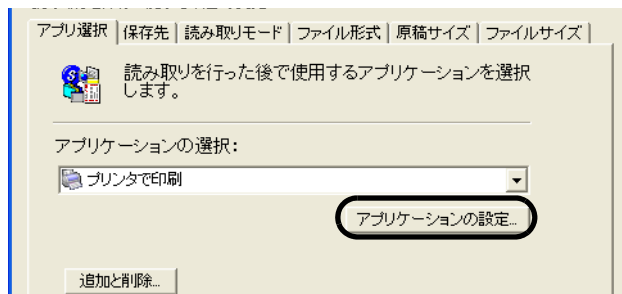 アプリ選択 保存先 読み取りモード ファイル形式 原稿サイズ ファイルサイズ
読み取りを行った後で使用するアプリケーションを選択
します。
アプリケーションの選択:
プリンタで印刷
アプリケーションの設定...
追加と削除...